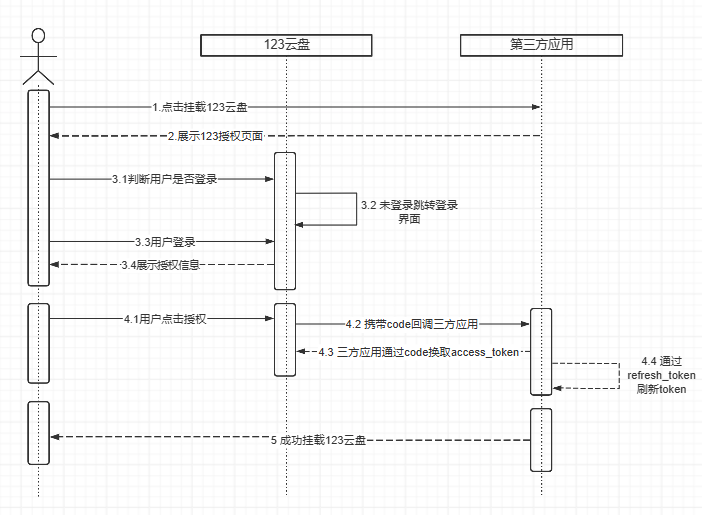 123云盘
第三方应用
1.点击挂载123云盘
2.展示123授权页面
3.1判断用户是否登录
3.2 未登录跳转登录
界面
3.3用户登录
3.4展示授权信息
4.1用户点击授权
4.2 携带code回调三方应用
4.3 三方应用通过code换取access_token
4.4 通过
refresh_token
刷新token
5 成功挂载123云盘